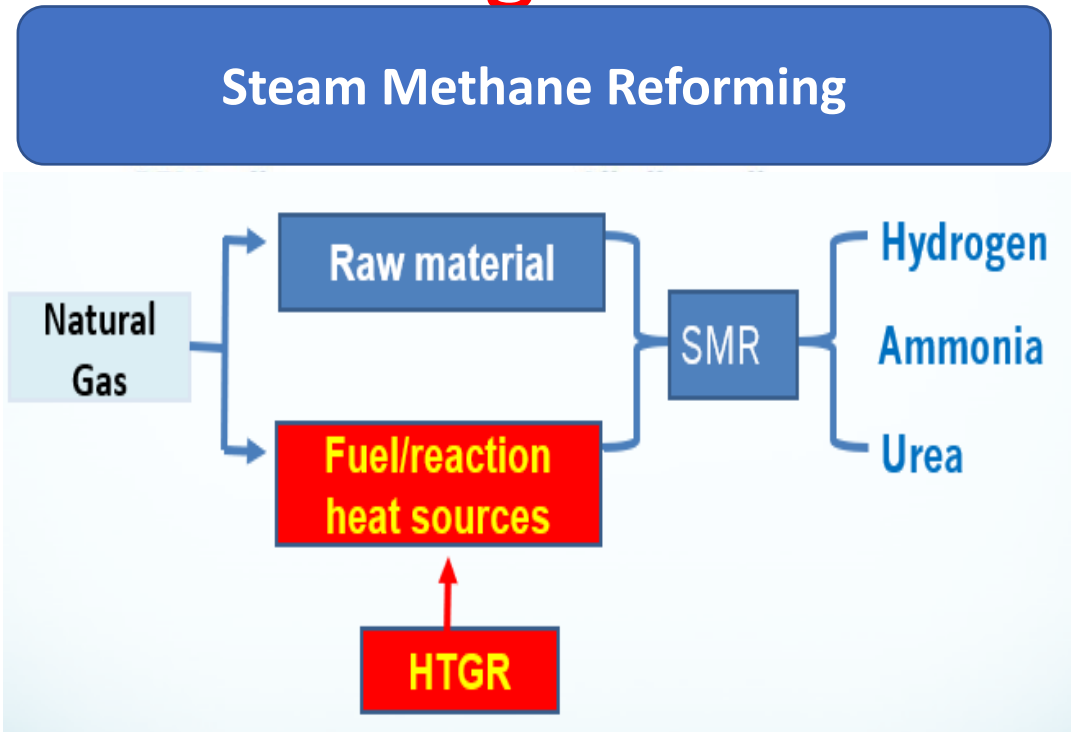 Steam Methane Reforming
Raw material
Natural
Gas
SMR
Hydrogen
Ammonia
Urea
Fuel/reaction
heat sources
HTGR